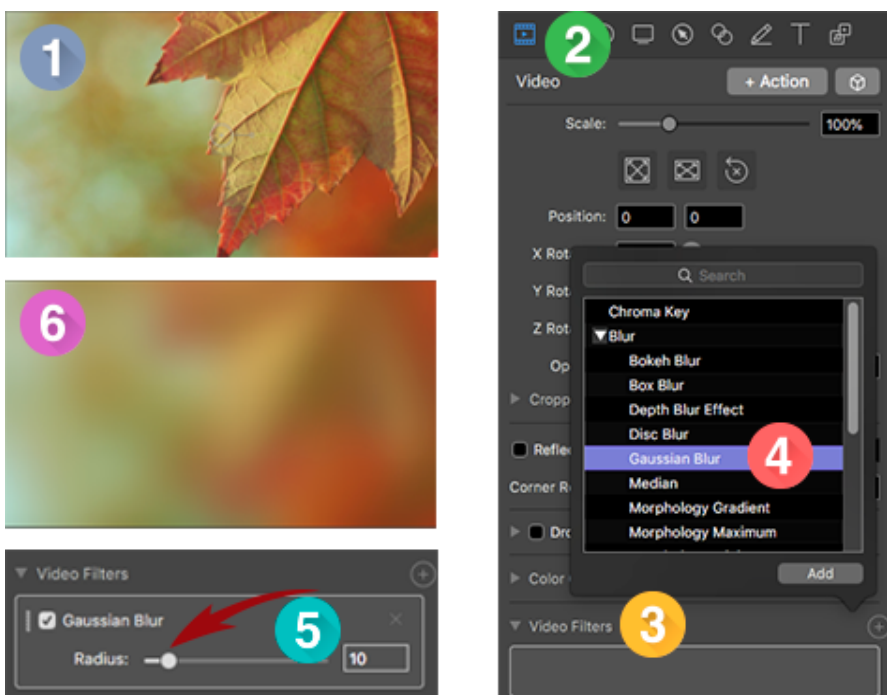 1
2
Video
+ Action
Scale:
100%
Position:
0
0
X Rot
Y Rot
Z Rot
Op
Cropp
Refle
Corner R
Dro
Color
Search
Chroma Key
Blur
Bokeh Blur
Box Blur
Depth Blur Effect
Disc Blur
Gaussian Blur
4
Median
Morphology Gradient
Morphology Maximum
Add
Video Filters
3
6
Video Filters
Gaussian Blur
5
Radius:
10